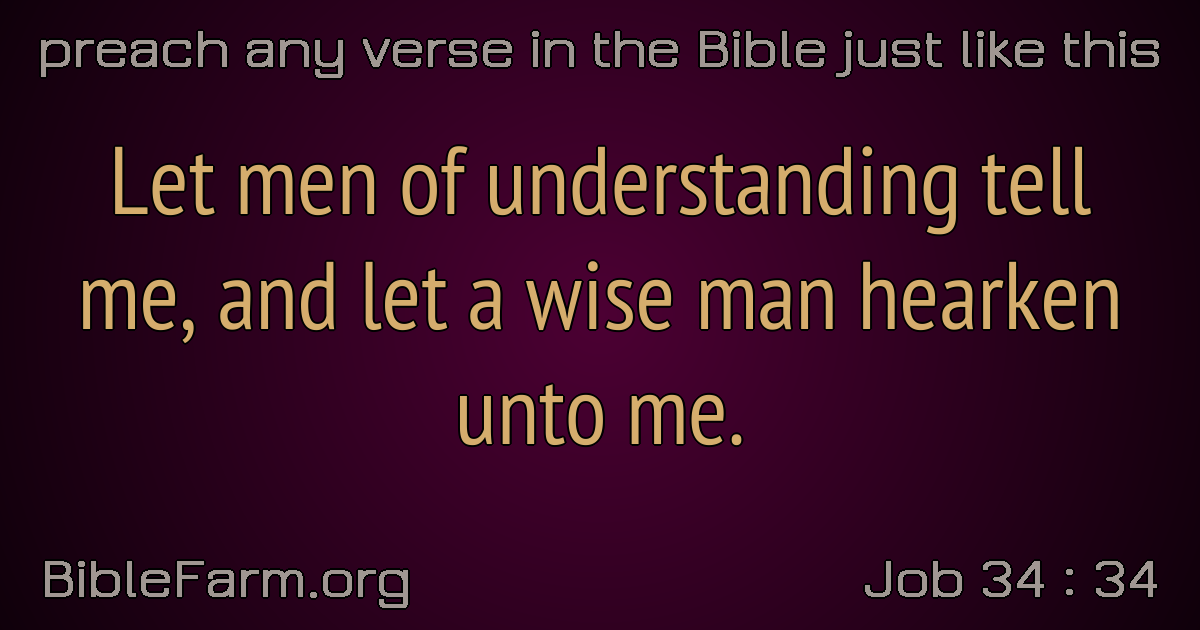 preach any verse in the Bible just like this
Let men of understanding tell
me, and let a wise man hearken
unto me.
BibleFarm.org
Job 34 : 34